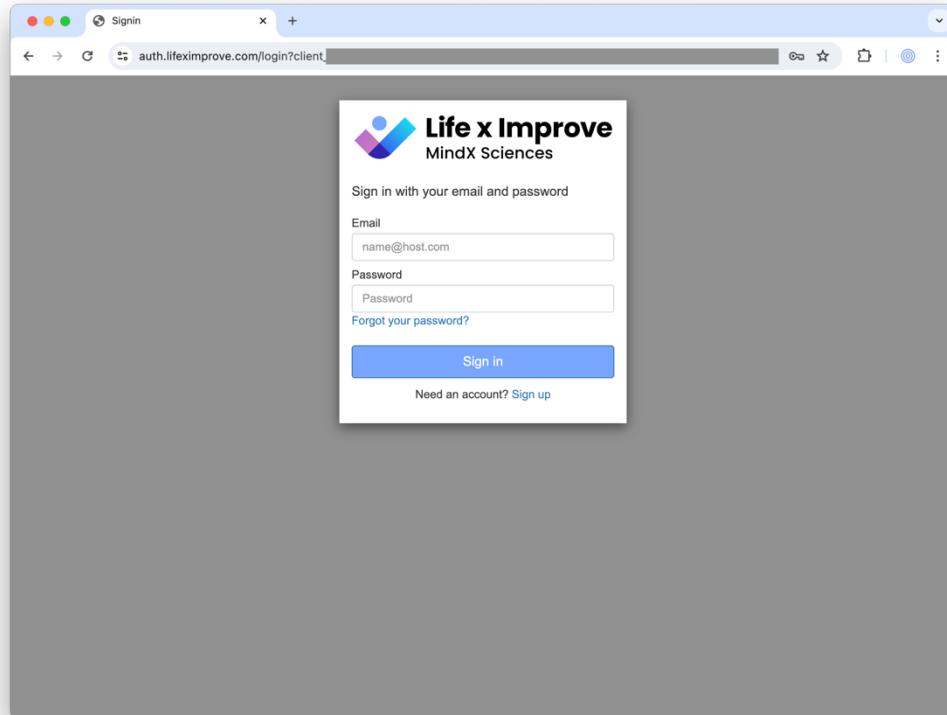 Signin
auth.lifeximprove.com/login?client_
Life x Improve
MindX Sciences
Sign in with your email and password
Email
name@host.com
Password
Password
Forgot your password?
Sign in
Need an account? Sign up